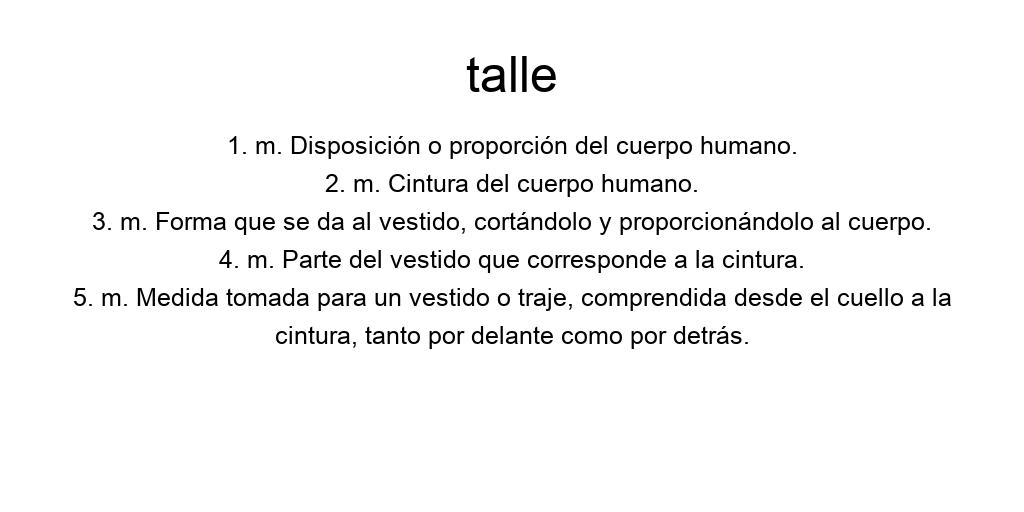 talle
1. m. Disposición o proporción del cuerpo humano.
2. m. Cintura del cuerpo humano.
3. m. Forma que se da al vestido, cortándolo y proporcionándolo al cuerpo.
4. m. Parte del vestido que corresponde a la cintura.
5. m. Medida tomada para un vestido o traje, comprendida desde el cuello a la
cintura, tanto por delante como por detrás.